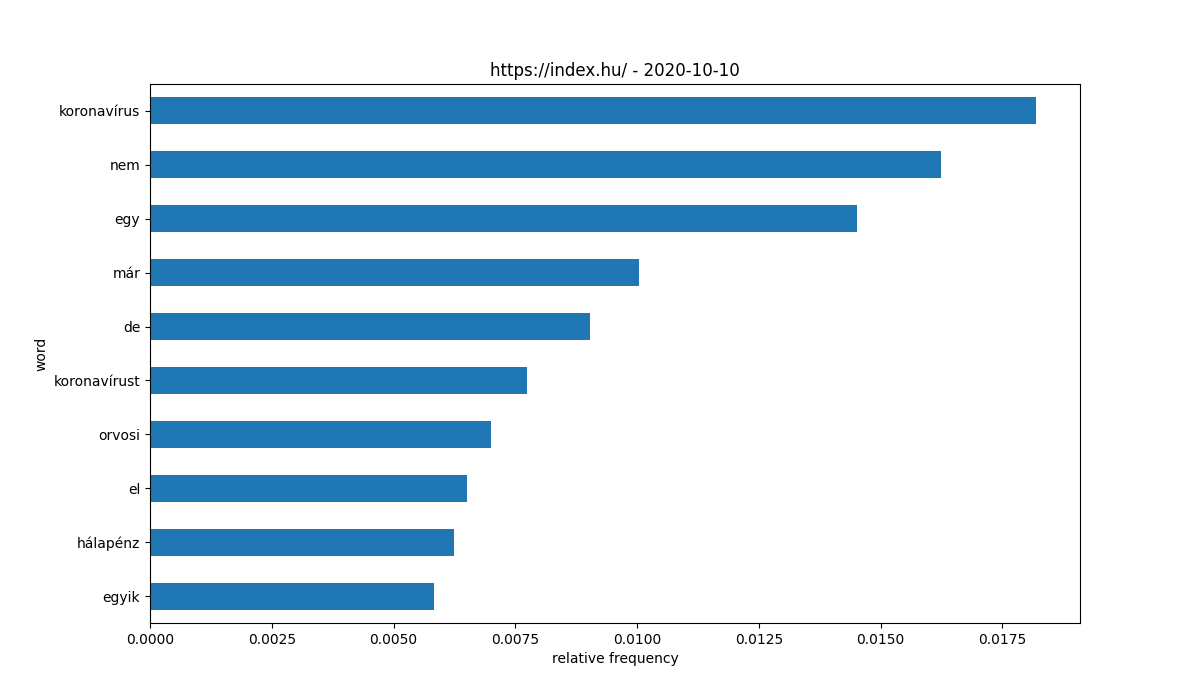 https://index.hu/ - 2020-10-10
word
koronavírus
nem
egy
már
de
koronavírust
orvosi
el
hálapénz
egyik
0.0000 0.0025 0.0050 0.0075 0.0100 0.0125 0.0150 0.0175
relative frequency